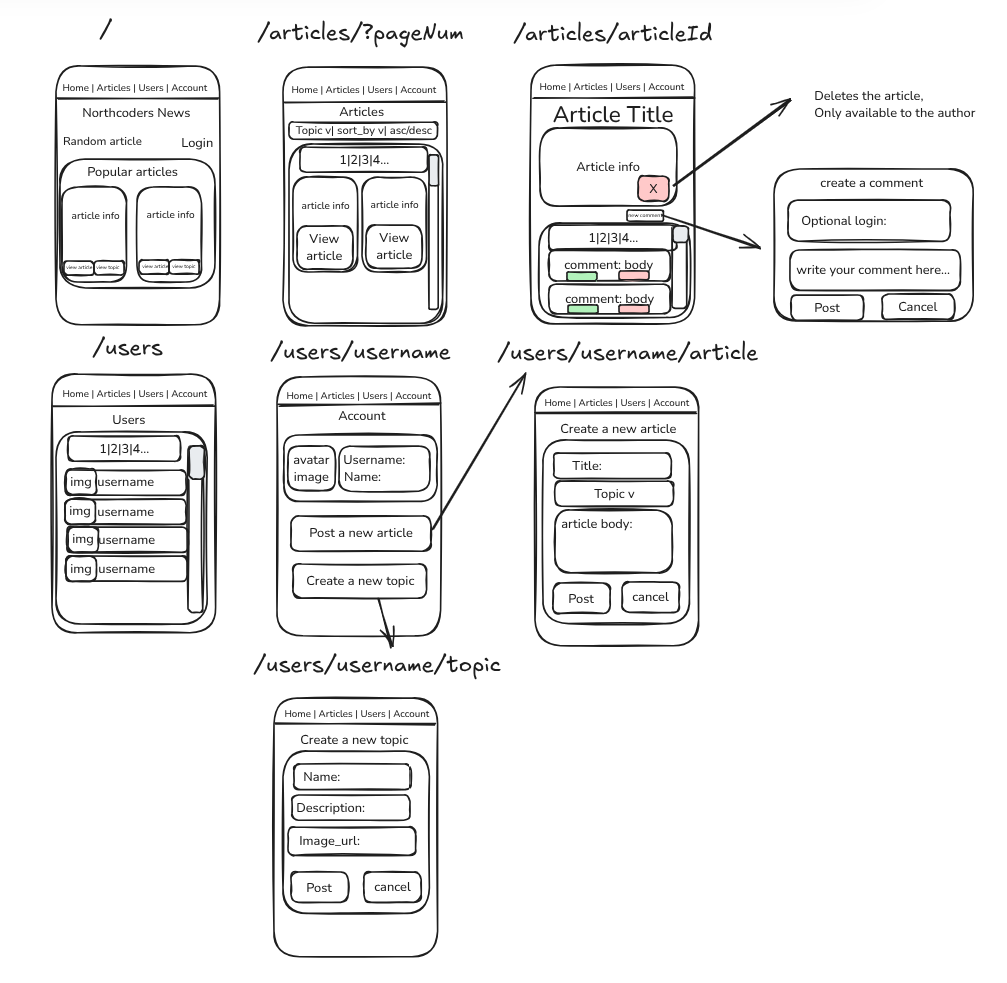 /
/articles/?pageNum
/articles/articleId
Home | Articles | Users | Account
Northcoders News
Random article
Login
Popular articles
article info
article info
view article
view topic
view article
view topic
Home | Articles | Users | Account
Articles
Topic v| sort_by v| asc/desc
1|2|3|4...
article info
article info
View
article
View
article
Home | Articles | Users | Account
Article Title
Article info
X
new comment
1|2|3|4...
comment: body
comment: body
Deletes the article,
Only available to the author
create a comment
Optional login:
write your comment here...
Post
Cancel
/users
/users/username
/users/username/article
Home | Articles | Users | Account
Users
1|2|3|4...
img username
img username
img username
img username
Home | Articles | Users | Account
Account
avatar
image
Username:
Name:
Post a new article
Create a new topic
Home | Articles | Users | Account
Create a new article
Title:
Topic v
article body:
Post
cancel
/users/username/topic
Home | Articles | Users | Account
Create a new topic
Name:
Description:
Image_url:
Post
cancel